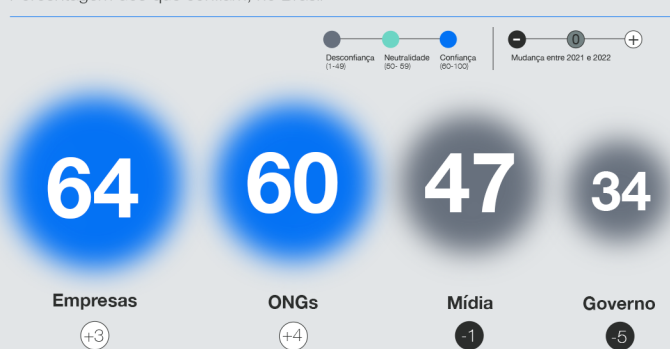 − 0 +
Desconfiança Neutralidade Confiança Mudança entre 2021 e 2022
(1-49) (50- 59) (60-100)
64 60 47 34
Empresas ONGs Mídia Governo
+3 +4 -1 -5